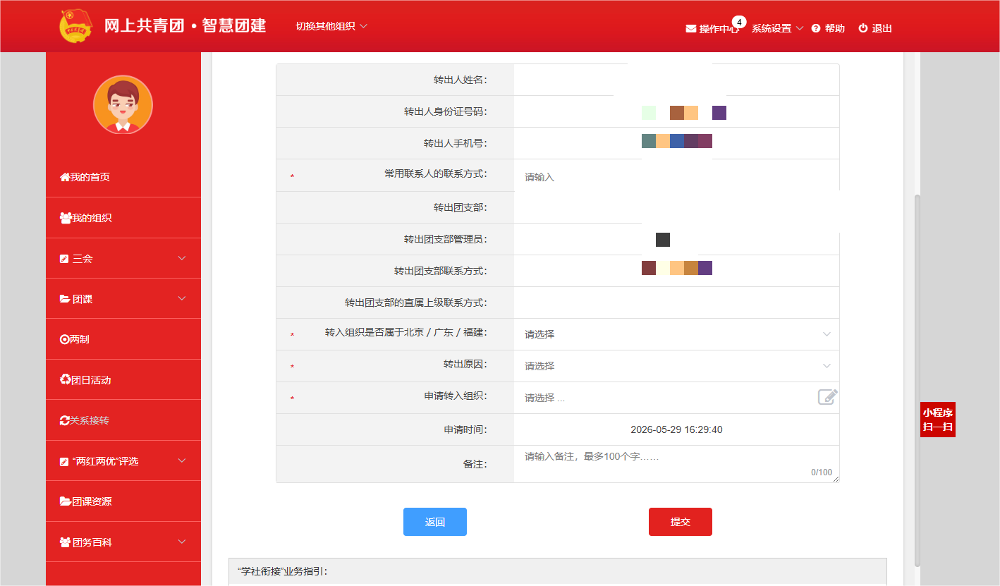 网上共青团·智慧团建
切换其他组织
操作中心 4
系统设置
帮助
退出
我的首页
我的组织
三会
团课
两制
团日活动
关系接转
“两红两优”评选
团课资源
团务百科
转出人姓名：
转出人身份证号码：
转出人手机号：
* 常用联系人的联系方式： 请输入
转出团支部：
转出团支部管理员：
转出团支部联系方式：
转出团支部的直属上级联系方式：
* 转入组织是否属于北京 / 广东 / 福建： 请选择
* 转出原因： 请选择
* 申请转入组织： 请选择 ...
申请时间： 2026-05-29 16:29:40
备注： 请输入备注，最多100个字……
0/100
返回 提交
“学社衔接”业务指引：
小程序
扫一扫